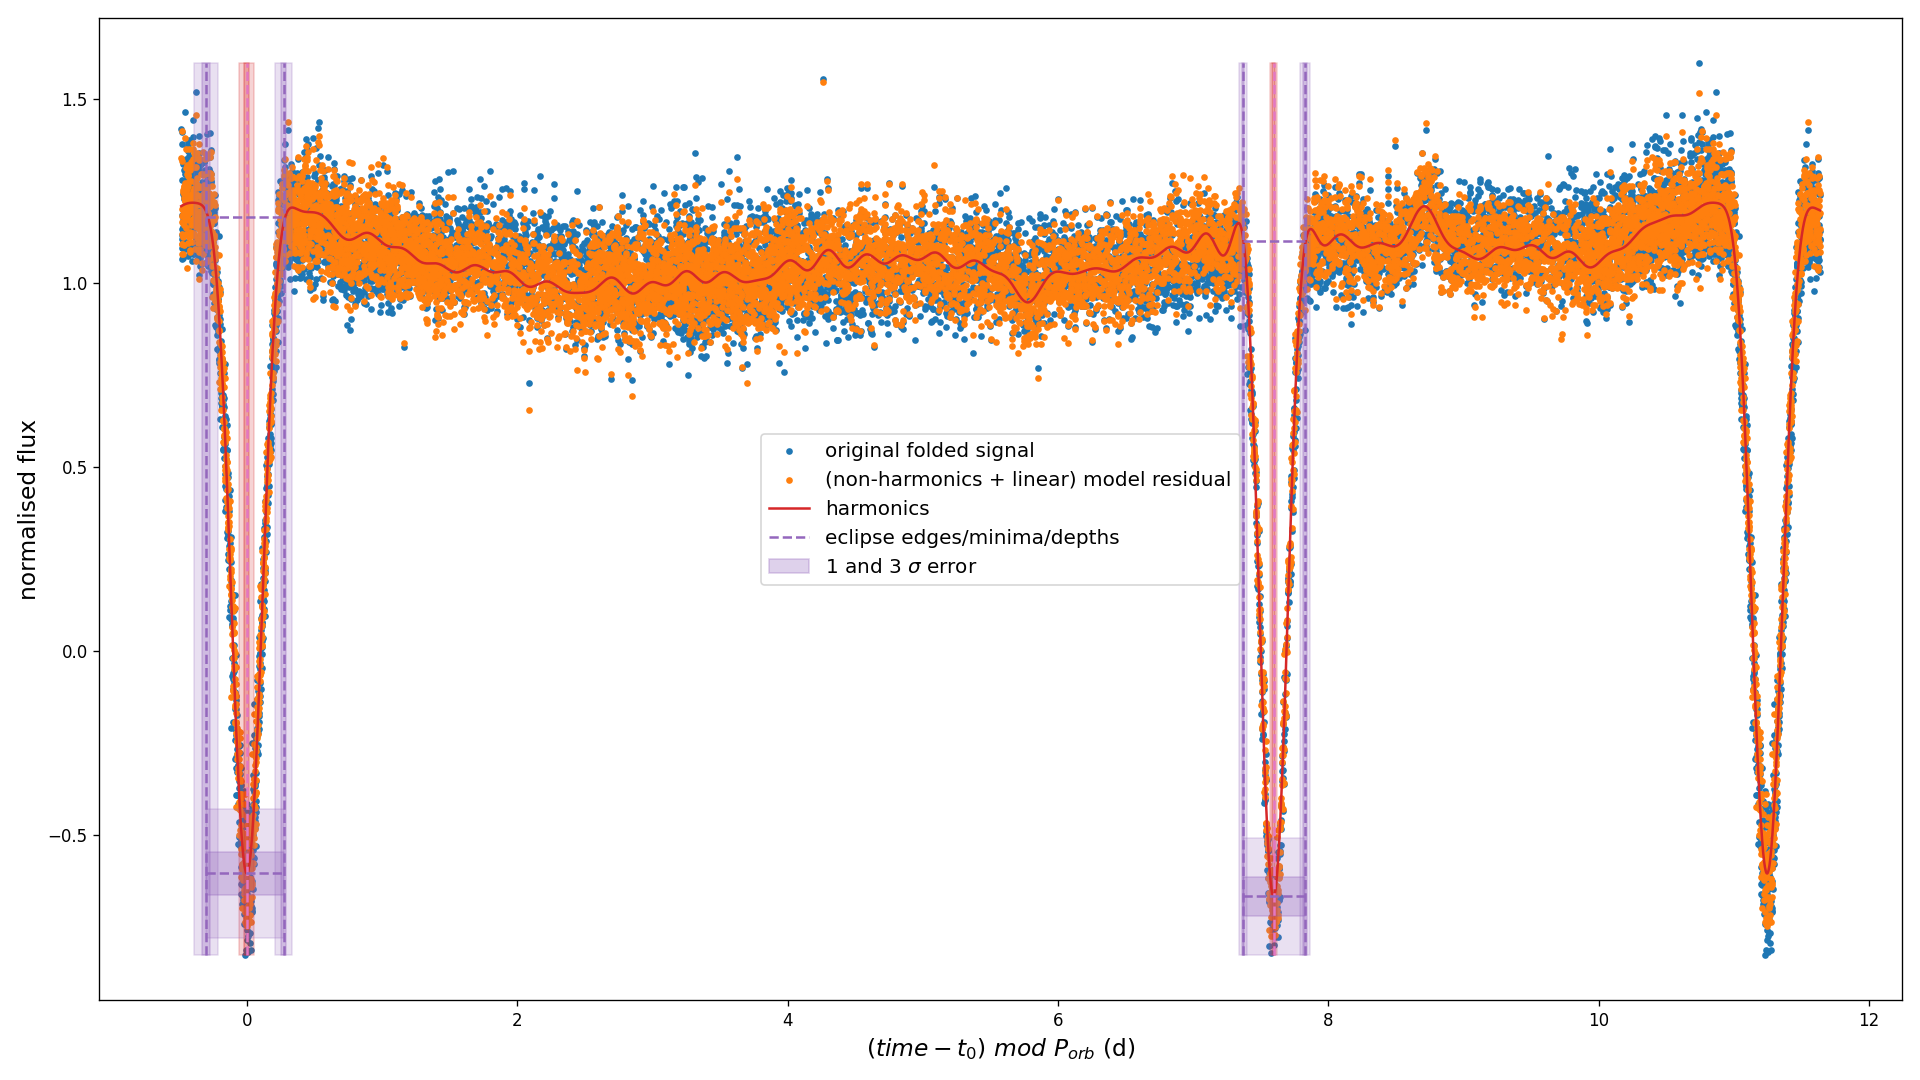 1.5
1.0
0.5
0.0
−0.5
normalised flux
original folded signal
(non-harmonics + linear) model residual
harmonics
eclipse edges/minima/depths
1 and 3 σ error
0 2 4 6 8 10 12
(time − t₀) mod Pₒᵣb (d)